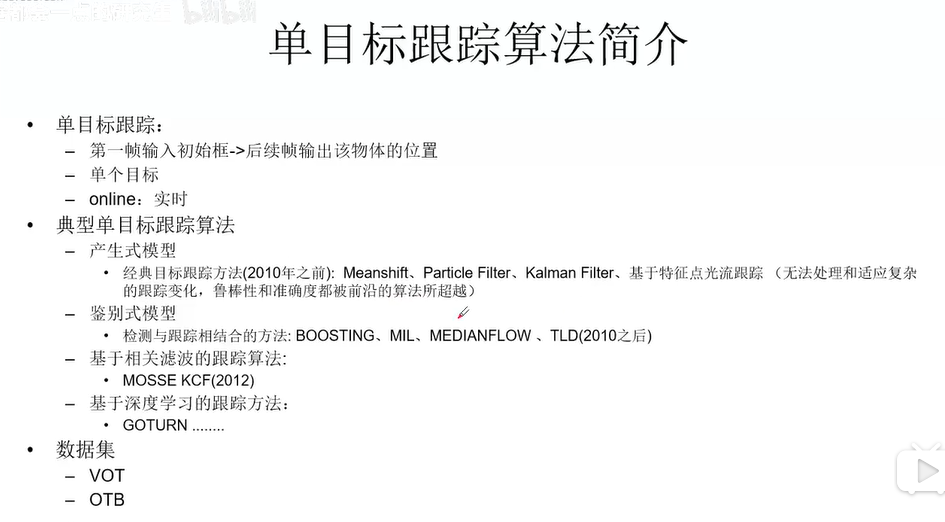 bilibili
单目标跟踪算法简介
• 单目标跟踪：
– 第一帧输入初始框->后续帧输出该物体的位置
– 单个目标
– online：实时
• 典型单目标跟踪算法
– 产生式模型
• 经典目标跟踪方法(2010年之前): Meanshift、Particle Filter、Kalman Filter、基于特征点光流跟踪 （无法处理和适应复杂
的跟踪变化，鲁棒性和准确度都被前沿的算法所超越）
– 鉴别式模型
• 检测与跟踪相结合的方法: BOOSTING、MIL、MEDIANFLOW 、TLD(2010之后)
– 基于相关滤波的跟踪算法:
• MOSSE KCF(2012)
– 基于深度学习的跟踪方法：
• GOTURN ........
• 数据集
– VOT
– OTB